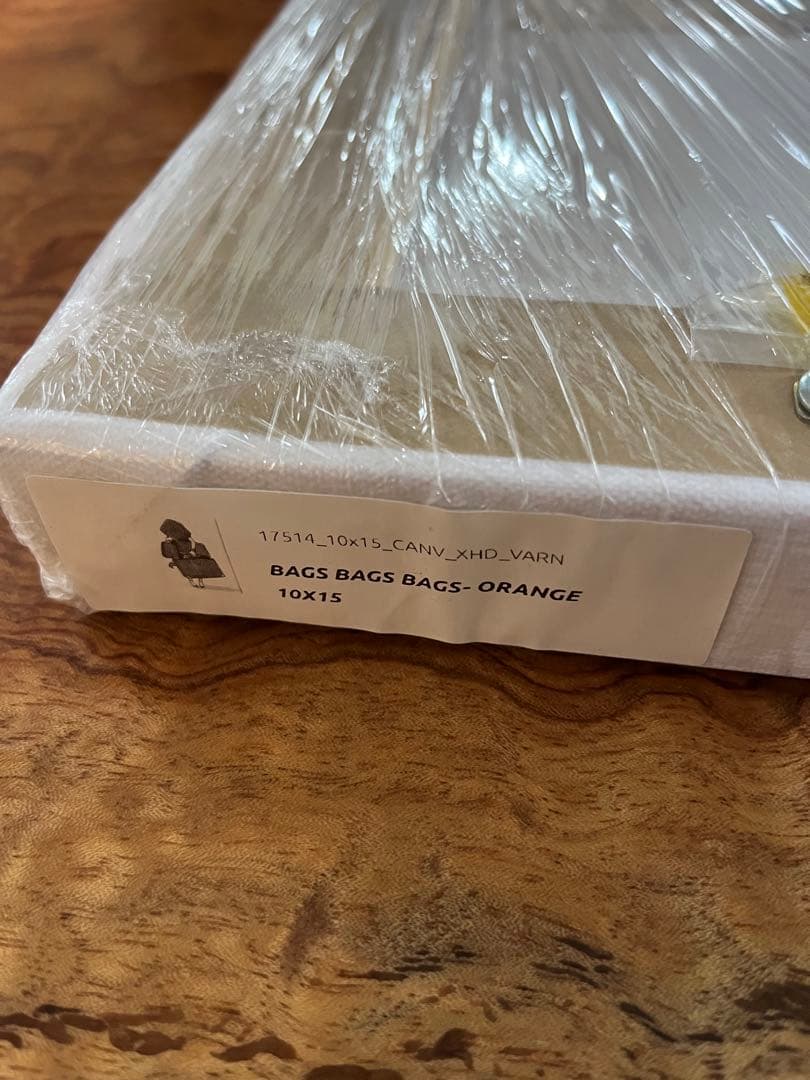 17514_10x15_CANV_XHD_VARN
BAGS BAGS BAGS- ORANGE
10X15